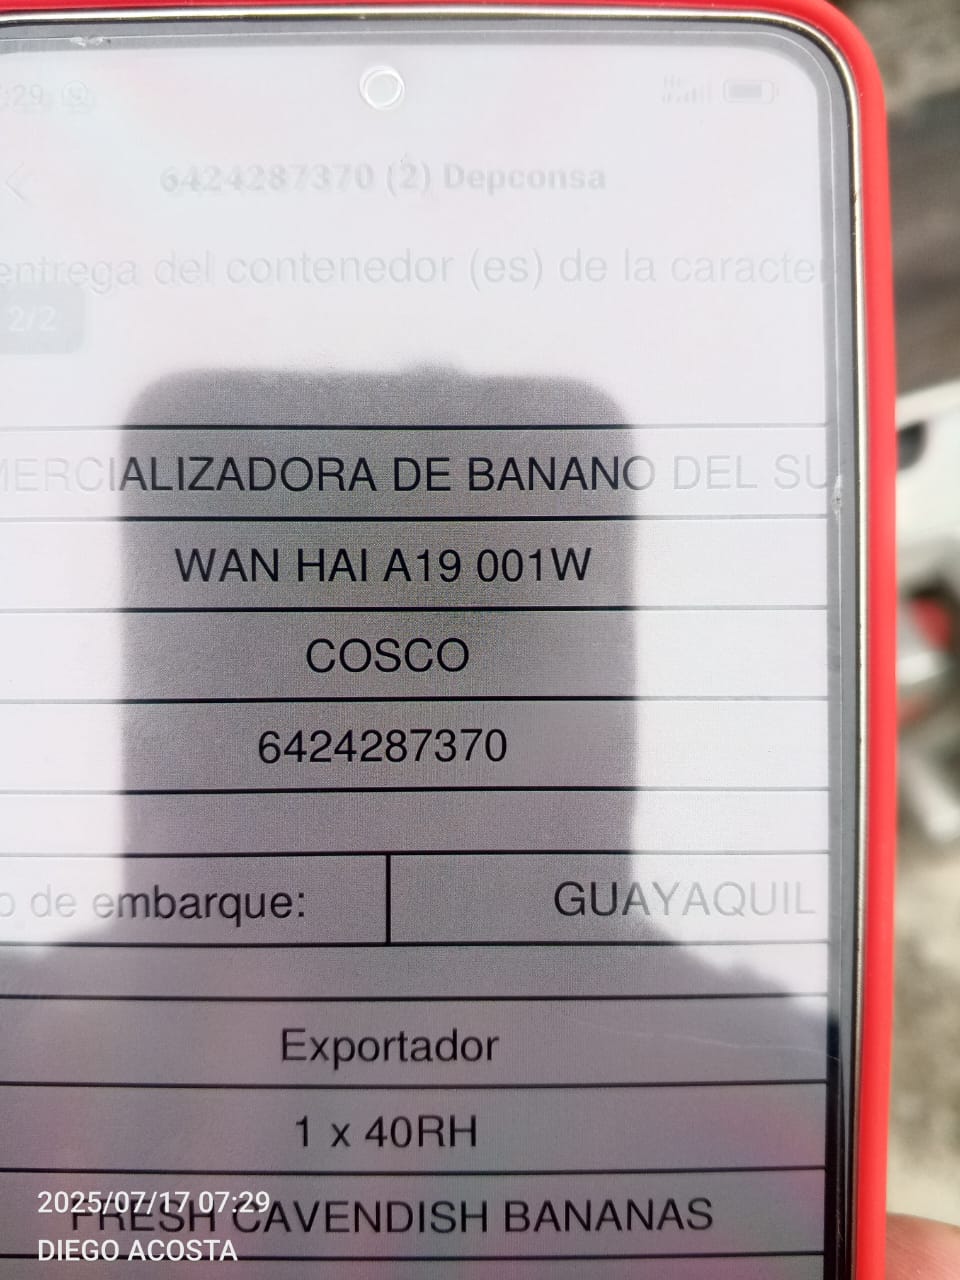 :29
6424287370 (2) Depconsa
entrega del contenedor (es) de la caracter
2/2
MERCIALIZADORA DE BANANO DEL SU
WAN HAI A19 001W
COSCO
6424287370
o de embarque: GUAYAQUIL
Exportador
1 x 40RH
FRESH CAVENDISH BANANAS
2025/07/17 07:29
DIEGO ACOSTA